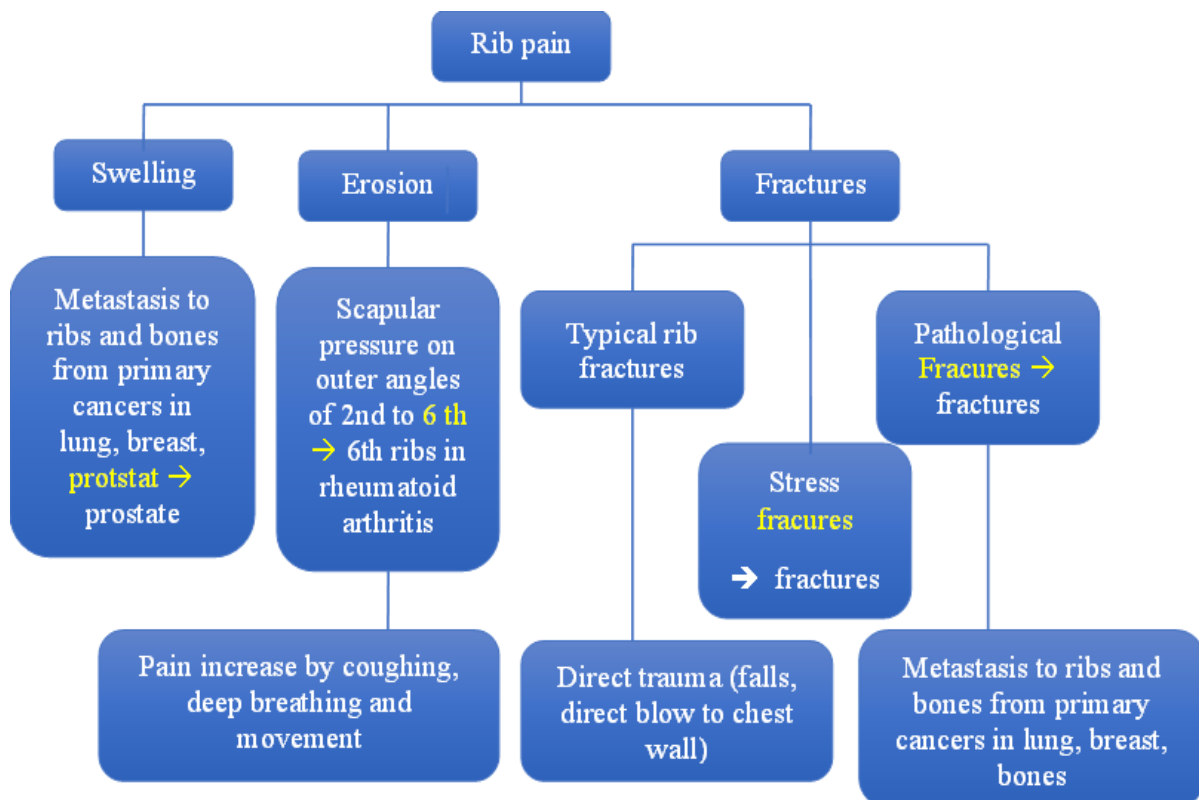 Rib pain
Swelling
Erosion
Fractures
Metastasis to
ribs and bones
from primary
cancers in
lung, breast,
protstat →
prostate
Scapular
pressure on
outer angles
of 2nd to 6 th
→ 6th ribs in
rheumatoid
arthritis
Typical rib
fractures
Pathological
Fracures →
fractures
Stress
fracures
➔ fractures
Pain increase by coughing,
deep breathing and
movement
Direct trauma (falls,
direct blow to chest
wall)
Metastasis to ribs and
bones from primary
cancers in lung, breast,
bones